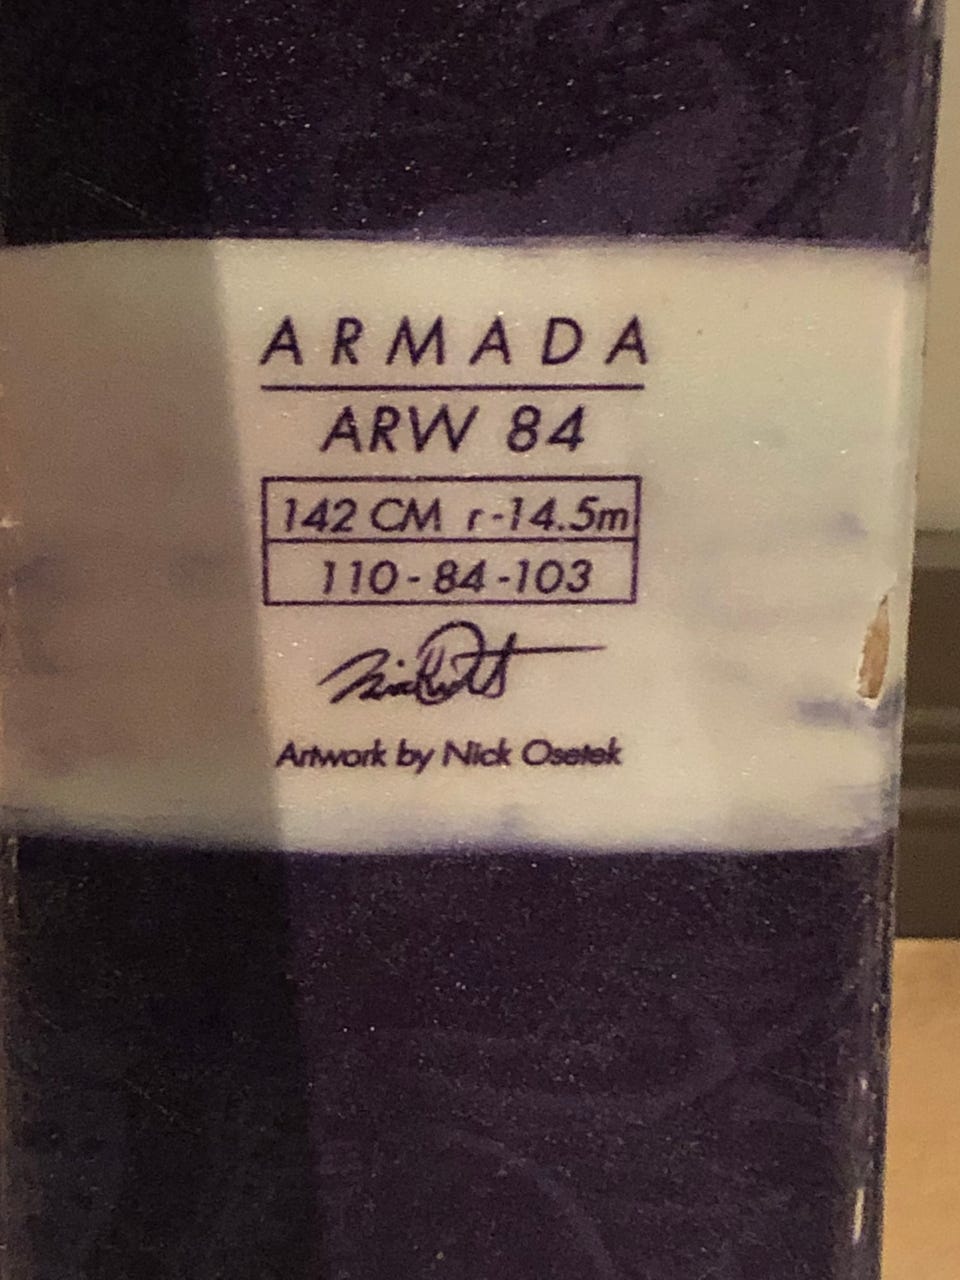 ARMADA
ARW 84
142 CM r-14.5m
110-84-103
Artwork by Nick Osetek